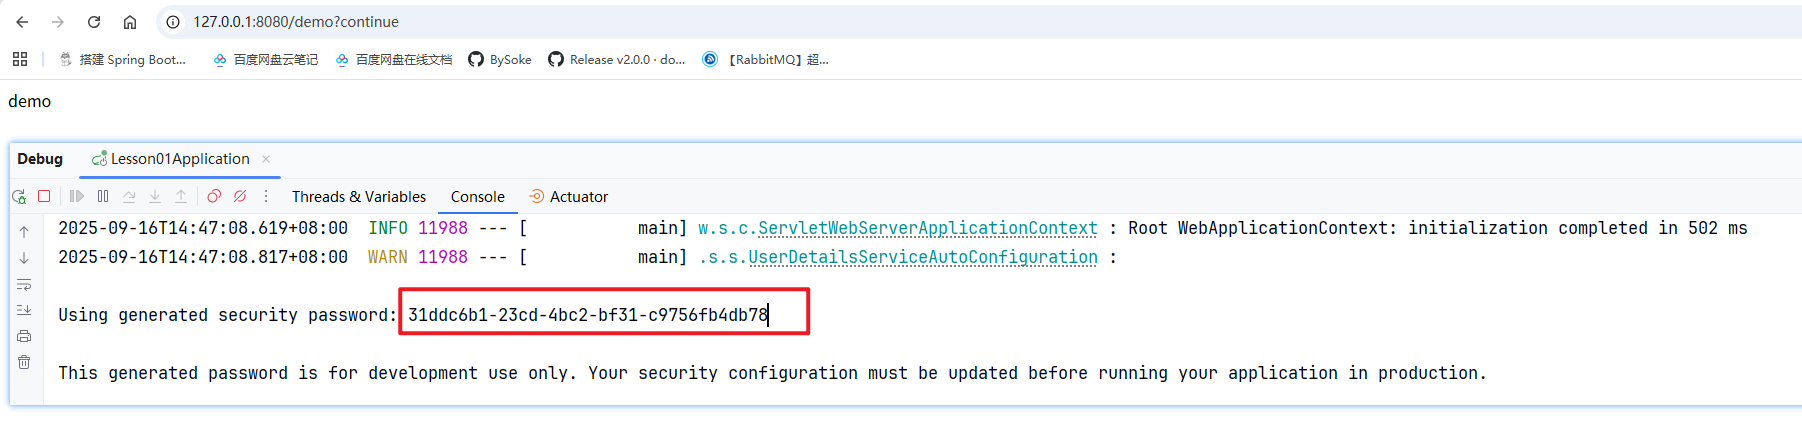 127.0.0.1:8080/demo?continue
搭建 Spring Boot... 百度网盘云笔记 百度网盘在线文档 BySoke Release v2.0.0 · do... 【RabbitMQ】超...
demo
Debug Lesson01Application
Threads & Variables Console Actuator
2025-09-16T14:47:08.619+08:00 INFO 11988 --- [ main] w.s.c.ServletWebServerApplicationContext : Root WebApplicationContext: initialization completed in 502 ms
2025-09-16T14:47:08.817+08:00 WARN 11988 --- [ main] .s.s.UserDetailsServiceAutoConfiguration :
Using generated security password: 31ddc6b1-23cd-4bc2-bf31-c9756fb4db78
This generated password is for development use only. Your security configuration must be updated before running your application in production.